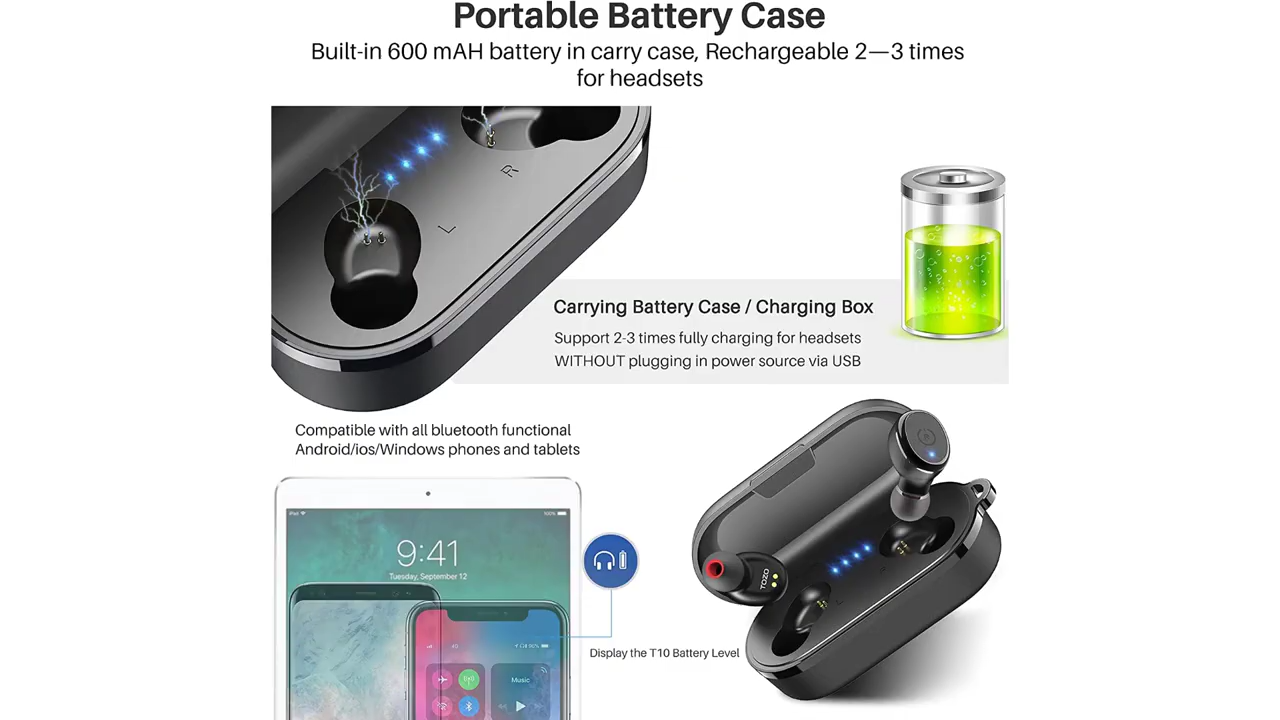 Portable Battery Case
Built-in 600 mAH battery in carry case, Rechargeable 2—3 times
for headsets
R
L
Carrying Battery Case / Charging Box
Support 2-3 times fully charging for headsets
WITHOUT plugging in power source via USB
Compatible with all bluetooth functional
Android/ios/Windows phones and tablets
iPad
100%
9:41
Tuesday, September 12
TOZO
Display the T10 Battery Level
Music